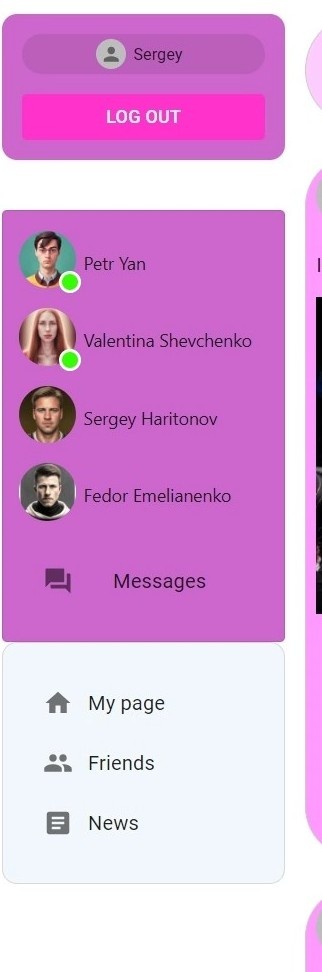 Sergey
LOG OUT
Petr Yan
Valentina Shevchenko
Sergey Haritonov
Fedor Emelianenko
Messages
My page
Friends
News